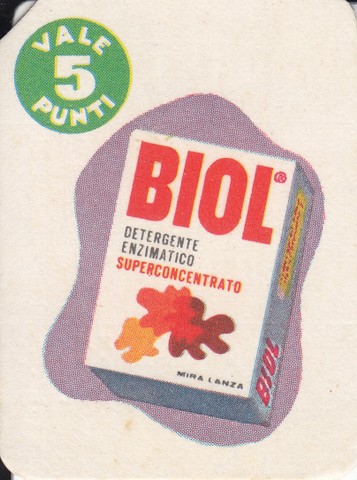 VALE
5
PUNTI
BIOL®
DETERGENTE
ENZIMATICO
SUPERCONCENTRATO
MIRA LANZA
BIOL